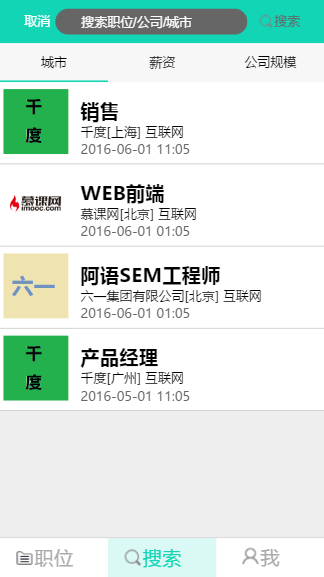 取消 搜索职位/公司/城市 搜索
城市 薪资 公司规模
千度
销售
千度[上海] 互联网
2016-06-01 11:05
慕课网
imooc.com
WEB前端
慕课网[北京] 互联网
2016-06-01 01:05
六一
阿语SEM工程师
六一集团有限公司[北京] 互联网
2016-06-01 01:05
千度
产品经理
千度[广州] 互联网
2016-05-01 11:05
职位 搜索 我